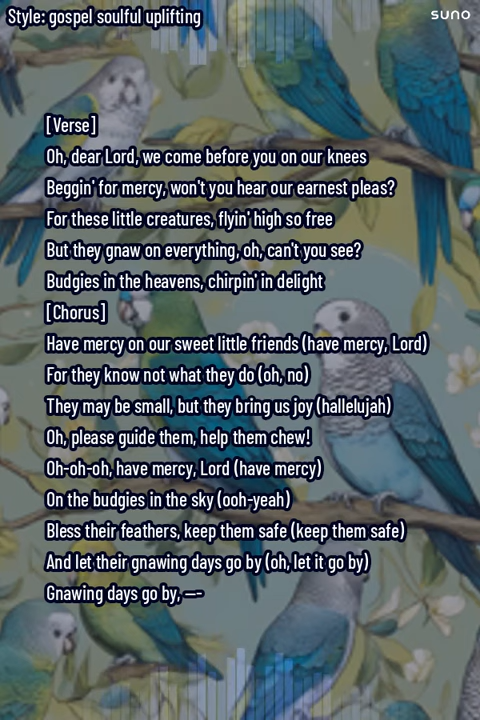 Style: gospel soulful uplifting
suno
[Verse]
Oh, dear Lord, we come before you on our knees
Beggin' for mercy, won't you hear our earnest pleas?
For these little creatures, flyin' high so free
But they gnaw on everything, oh, can't you see?
Budgies in the heavens, chirpin' in delight
[Chorus]
Have mercy on our sweet little friends (have mercy, Lord)
For they know not what they do (oh, no)
They may be small, but they bring us joy (hallelujah)
Oh, please guide them, help them chew!
Oh-oh-oh, have mercy, Lord (have mercy)
On the budgies in the sky (ooh-yeah)
Bless their feathers, keep them safe (keep them safe)
And let their gnawing days go by (oh, let it go by)
Gnawing days go by, —-